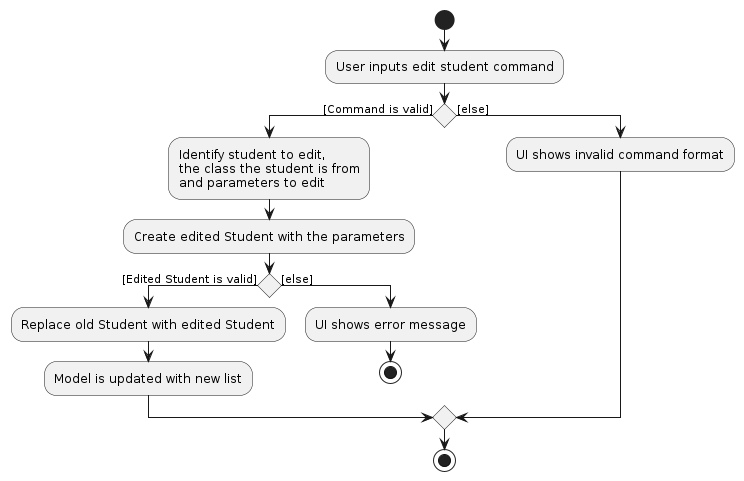 User inputs edit student command
[Command is valid]
[else]
Identify student to edit,
the class the student is from
and parameters to edit
UI shows invalid command format
Create edited Student with the parameters
[Edited Student is valid]
[else]
Replace old Student with edited Student
UI shows error message
Model is updated with new list